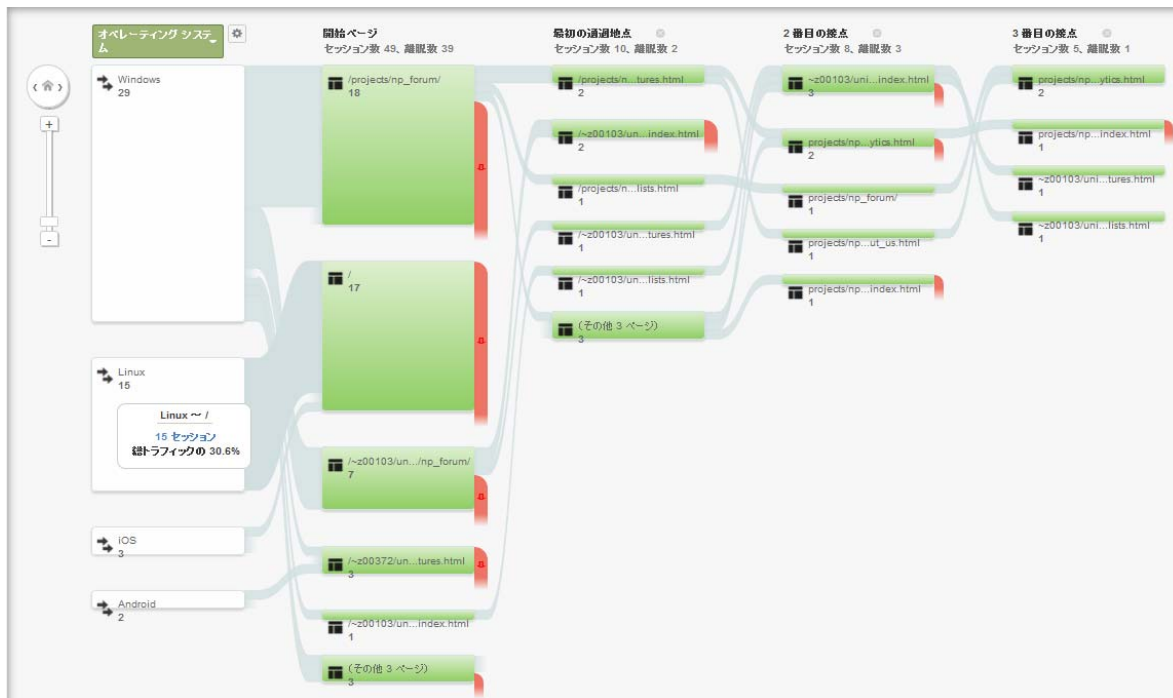 オペレーティング システ
ム
開始ページ
セッション数 49、離脱数 39
最初の通過地点
セッション数 10、離脱数 2
2 番目の接点
セッション数 8、離脱数 3
3 番目の接点
セッション数 5、離脱数 1
Windows
29
Linux
15
Linux ～ /
15 セッション
総トラフィックの 30.6%
iOS
3
Android
2
/projects/np_forum/
18
/
17
/~z00103/un.../np_forum/
7
/~z00372/un...tures.html
3
/~z00103/un...index.html
1
(その他 3 ページ)
3
/projects/n...tures.html
2
/~z00103/un...index.html
2
/projects/n...lists.html
1
/~z00103/un...tures.html
1
/~z00103/un...lists.html
1
(その他 3 ページ)
3
~z00103/uni...index.html
3
projects/np...ytics.html
2
projects/np_forum/
1
projects/np...ut_us.html
1
projects/np...index.html
1
projects/np...ytics.html
2
projects/np...index.html
1
~z00103/uni...tures.html
1
~z00103/uni...lists.html
1